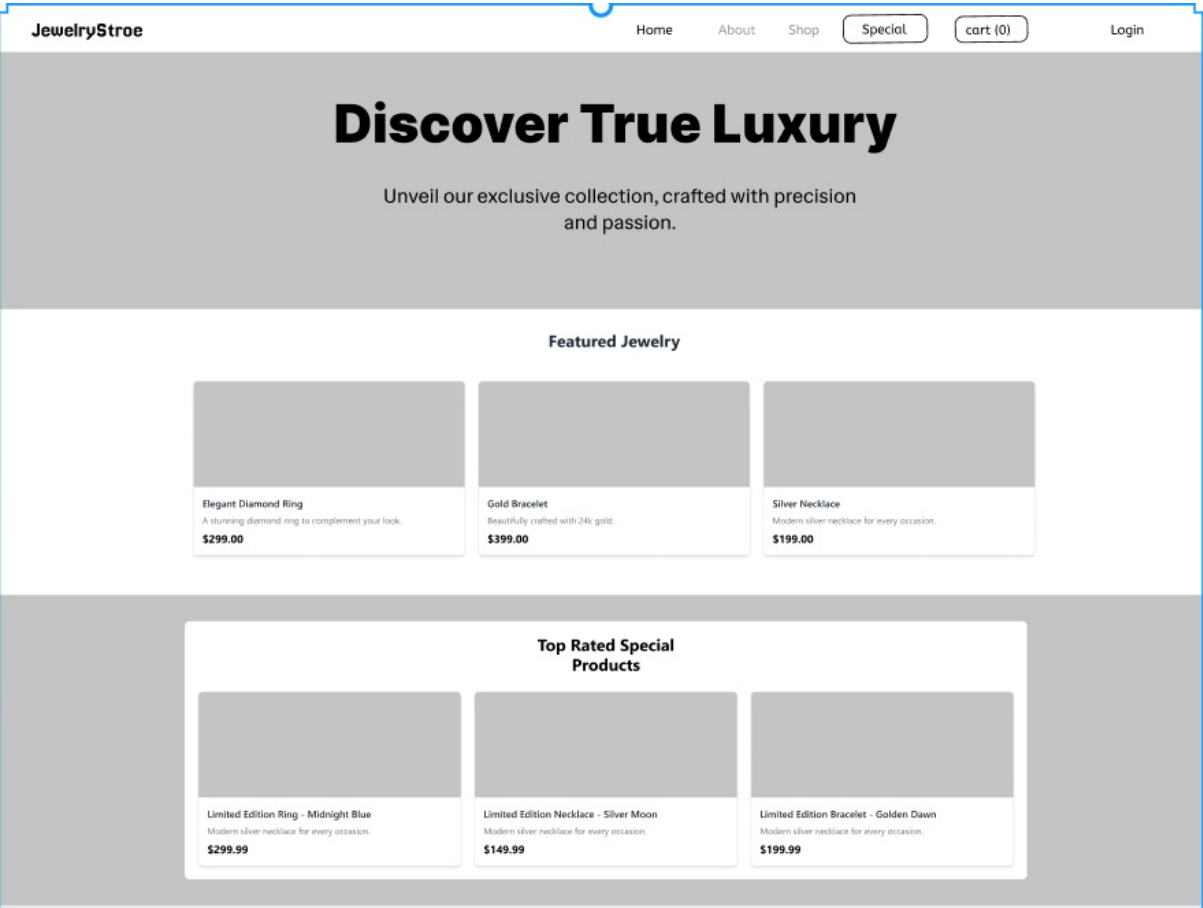 JewelryStroe
Home About Shop Special cart (0) Login
Discover True Luxury
Unveil our exclusive collection, crafted with precision
and passion.
Featured Jewelry
Elegant Diamond Ring
A stunning diamond ring to complement your look.
$299.00
Gold Bracelet
Beautifully crafted with 24k gold.
$399.00
Silver Necklace
Modern silver necklace for every occasion.
$199.00
Top Rated Special
Products
Limited Edition Ring - Midnight Blue
Modern silver necklace for every occasion.
$299.99
Limited Edition Necklace - Silver Moon
Modern silver necklace for every occasion.
$149.99
Limited Edition Bracelet - Golden Dawn
Modern silver necklace for every occasion.
$199.99